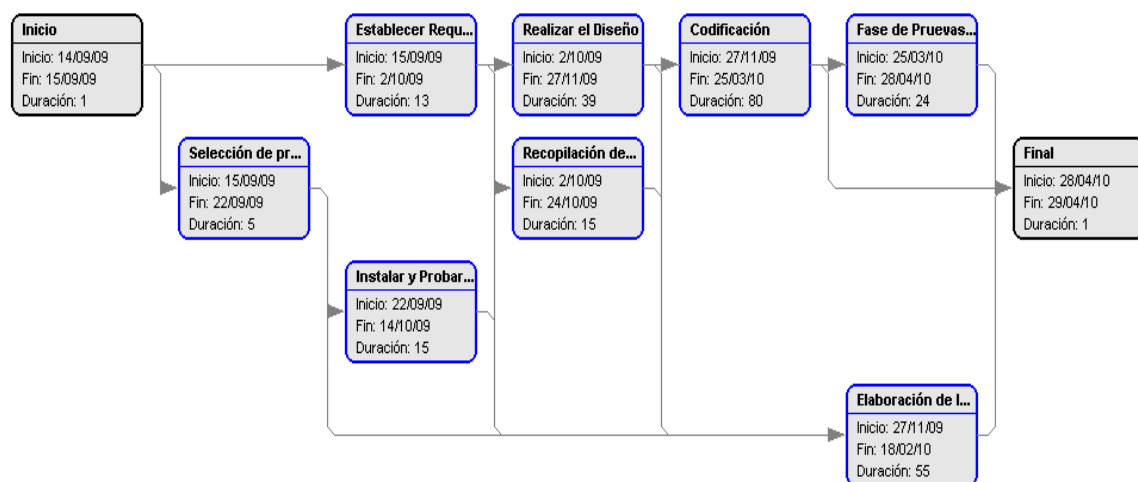 Inicio
Inicio: 14/09/09
Fin: 15/09/09
Duración: 1
Establecer Requ...
Inicio: 15/09/09
Fin: 2/10/09
Duración: 13
Realizar el Diseño
Inicio: 2/10/09
Fin: 27/11/09
Duración: 39
Codificación
Inicio: 27/11/09
Fin: 25/03/10
Duración: 80
Fase de Pruevas...
Inicio: 25/03/10
Fin: 28/04/10
Duración: 24
Selección de pr...
Inicio: 15/09/09
Fin: 22/09/09
Duración: 5
Recopilación de...
Inicio: 2/10/09
Fin: 24/10/09
Duración: 15
Final
Inicio: 28/04/10
Fin: 29/04/10
Duración: 1
Instalar y Probar...
Inicio: 22/09/09
Fin: 14/10/09
Duración: 15
Elaboración de l...
Inicio: 27/11/09
Fin: 18/02/10
Duración: 55